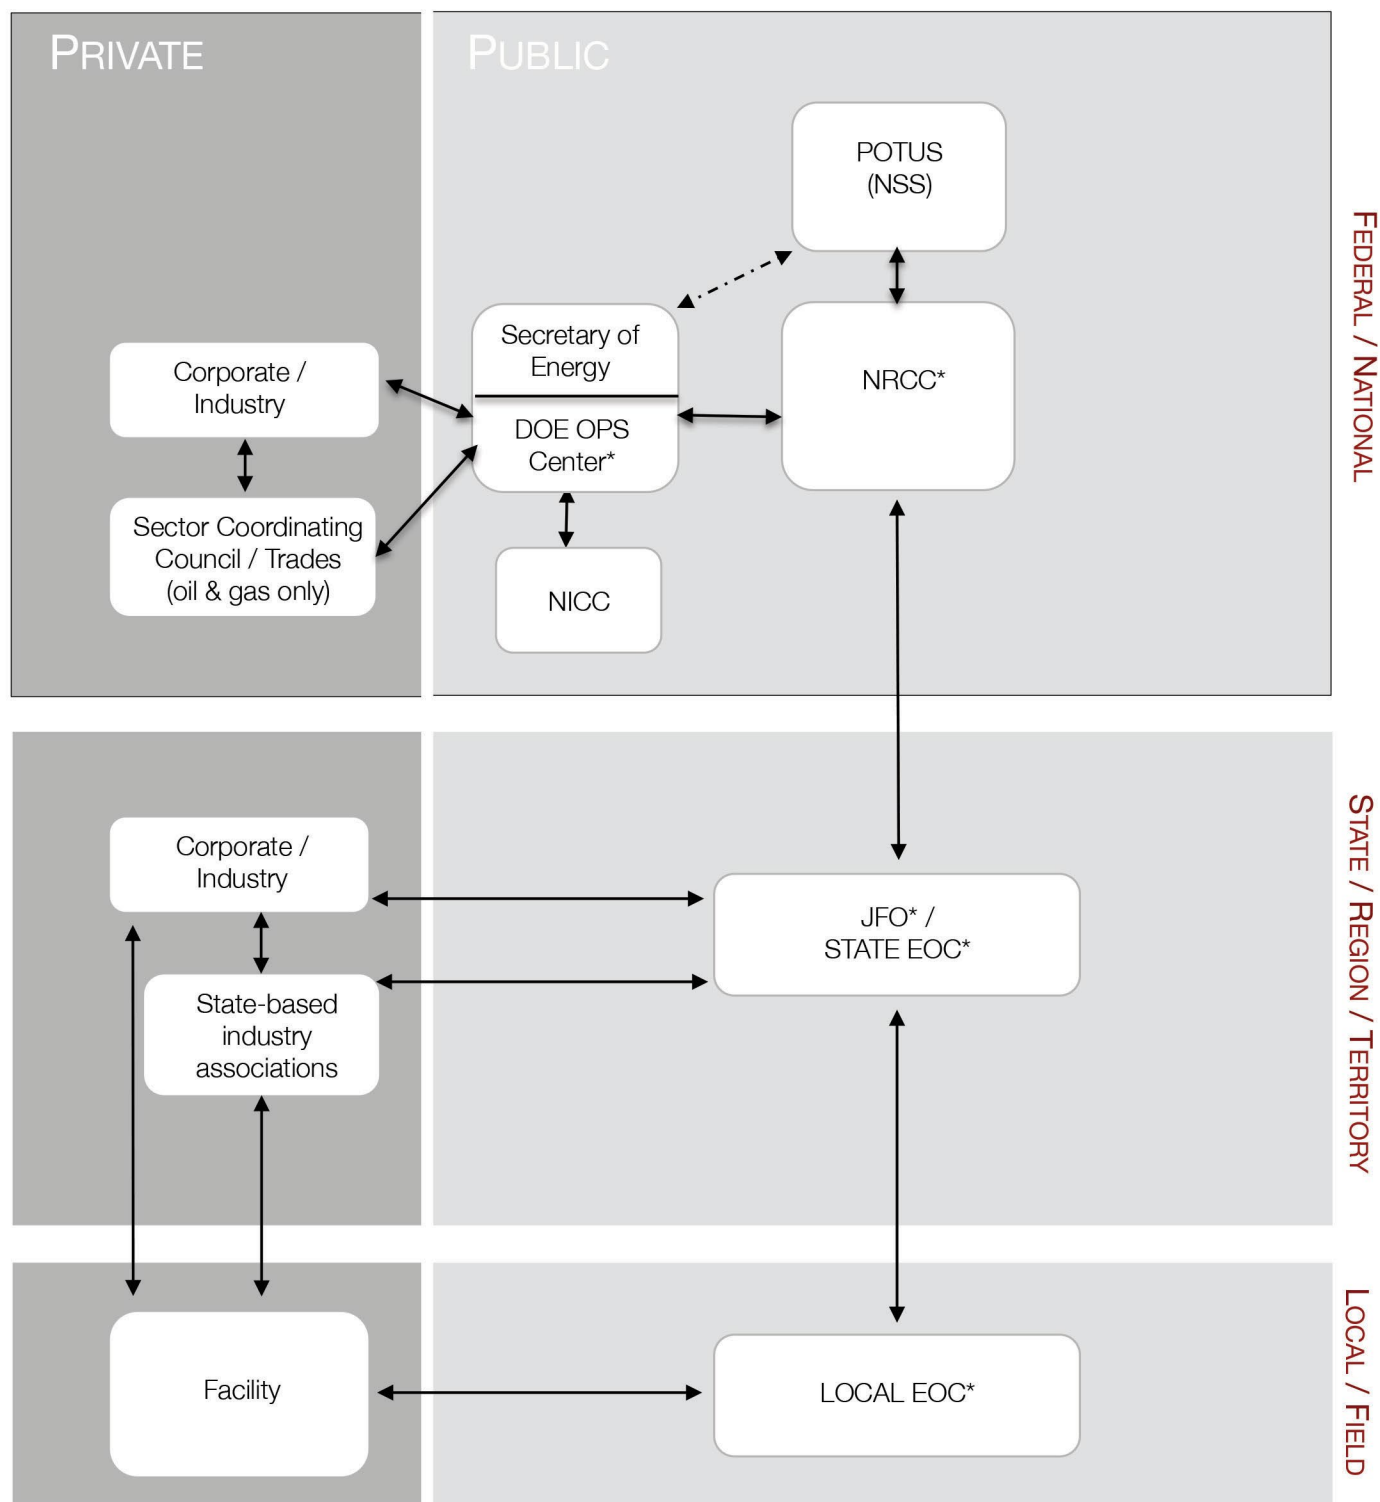 PRIVATE
PUBLIC
POTUS
(NSS)
Secretary of
Energy
DOE OPS
Center*
NRCC*
Corporate /
Industry
Sector Coordinating
Council / Trades
(oil & gas only)
NICC
FEDERAL / NATIONAL
Corporate /
Industry
State-based
industry
associations
JFO* /
STATE EOC*
STATE / REGION / TERRITORY
Facility
LOCAL EOC*
LOCAL / FIELD